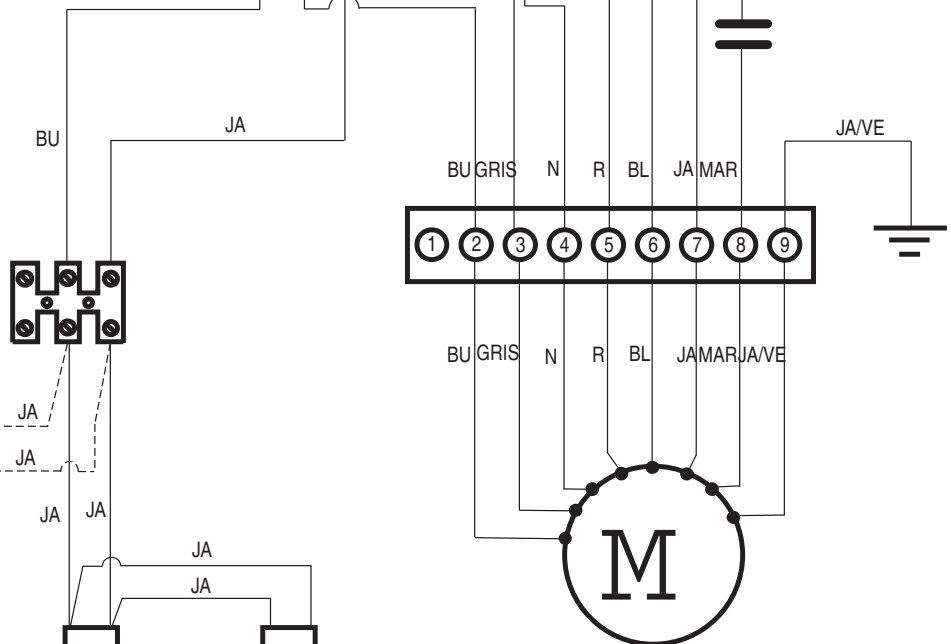 JA
JA/VE
BU
BU GRIS N R BL JA MAR
1 2 3 4 5 6 7 8 9
BU GRIS N R BL JA MAR JA/VE
JA
JA
JA JA
JA
JA
M